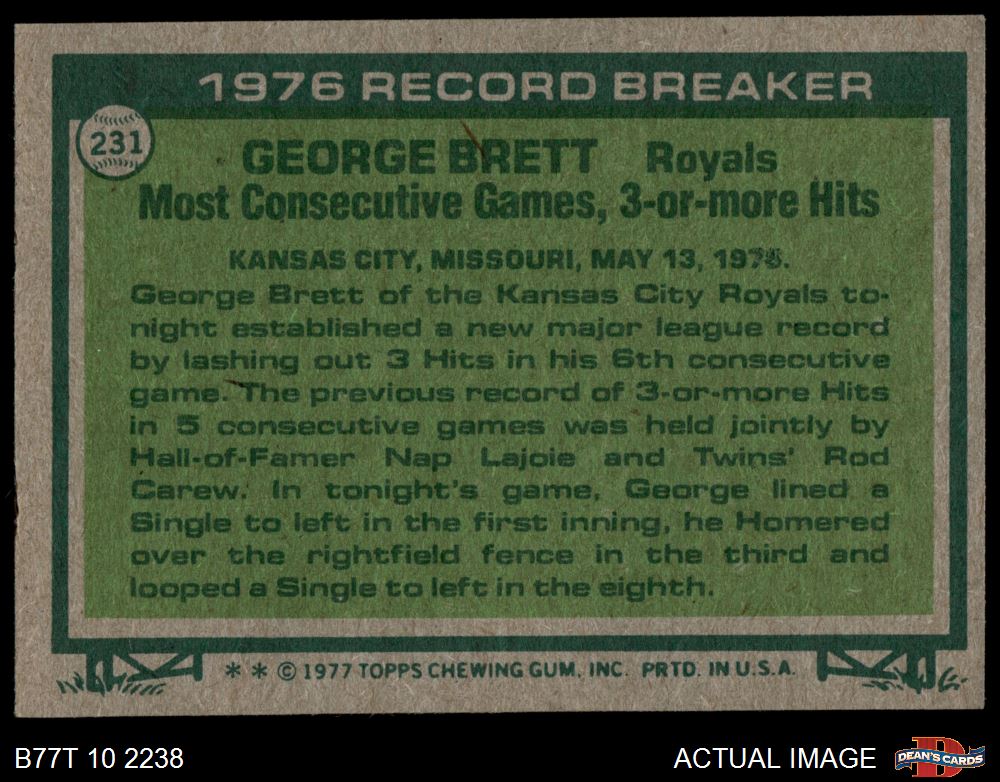 1976 RECORD BREAKER
231
GEORGE BRETT Royals
Most Consecutive Games, 3-or-more Hits
KANSAS CITY, MISSOURI, MAY 13, 1976.
George Brett of the Kansas City Royals to-
night established a new major league record
by lashing out 3 Hits in his 6th consecutive
game. The previous record of 3-or-more Hits
in 5 consecutive games was held jointly by
Hall-of-Famer Nap Lajoie and Twins' Rod
Carew. In tonight's game, George lined a
Single to left in the first inning, he Homered
over the rightfield fence in the third and
looped a Single to left in the eighth.
** © 1977 TOPPS CHEWING GUM, INC. PRTD. IN U.S.A.
B77T 10 2238
ACTUAL IMAGE
D
DEAN'S CARDS